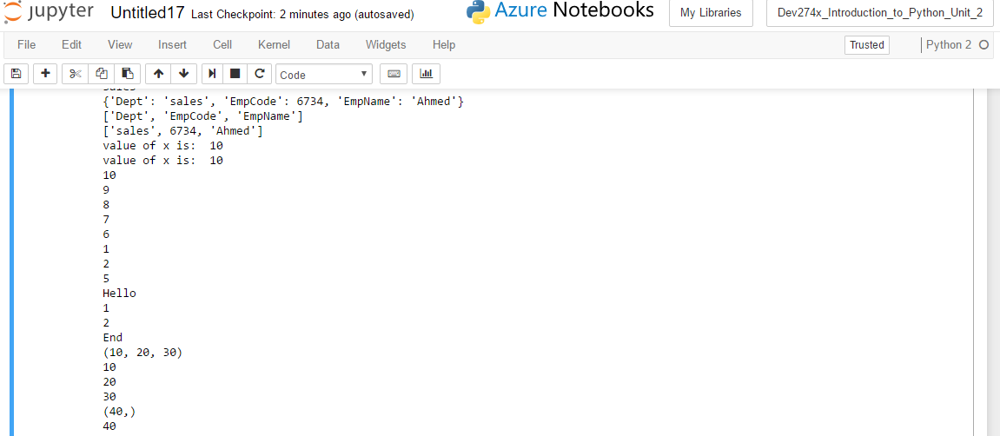 jupyter Untitled17 Last Checkpoint: 2 minutes ago (autosaved) Azure Notebooks My Libraries Dev274x_Introduction_to_Python_Unit_2
File Edit View Insert Cell Kernel Data Widgets Help Trusted Python 2
Code
{'Dept': 'sales', 'EmpCode': 6734, 'EmpName': 'Ahmed'}
['Dept', 'EmpCode', 'EmpName']
['sales', 6734, 'Ahmed']
value of x is:  10
value of x is:  10
10
9
8
7
6
1
2
5
Hello
1
2
End
(10, 20, 30)
10
20
30
(40,)
40